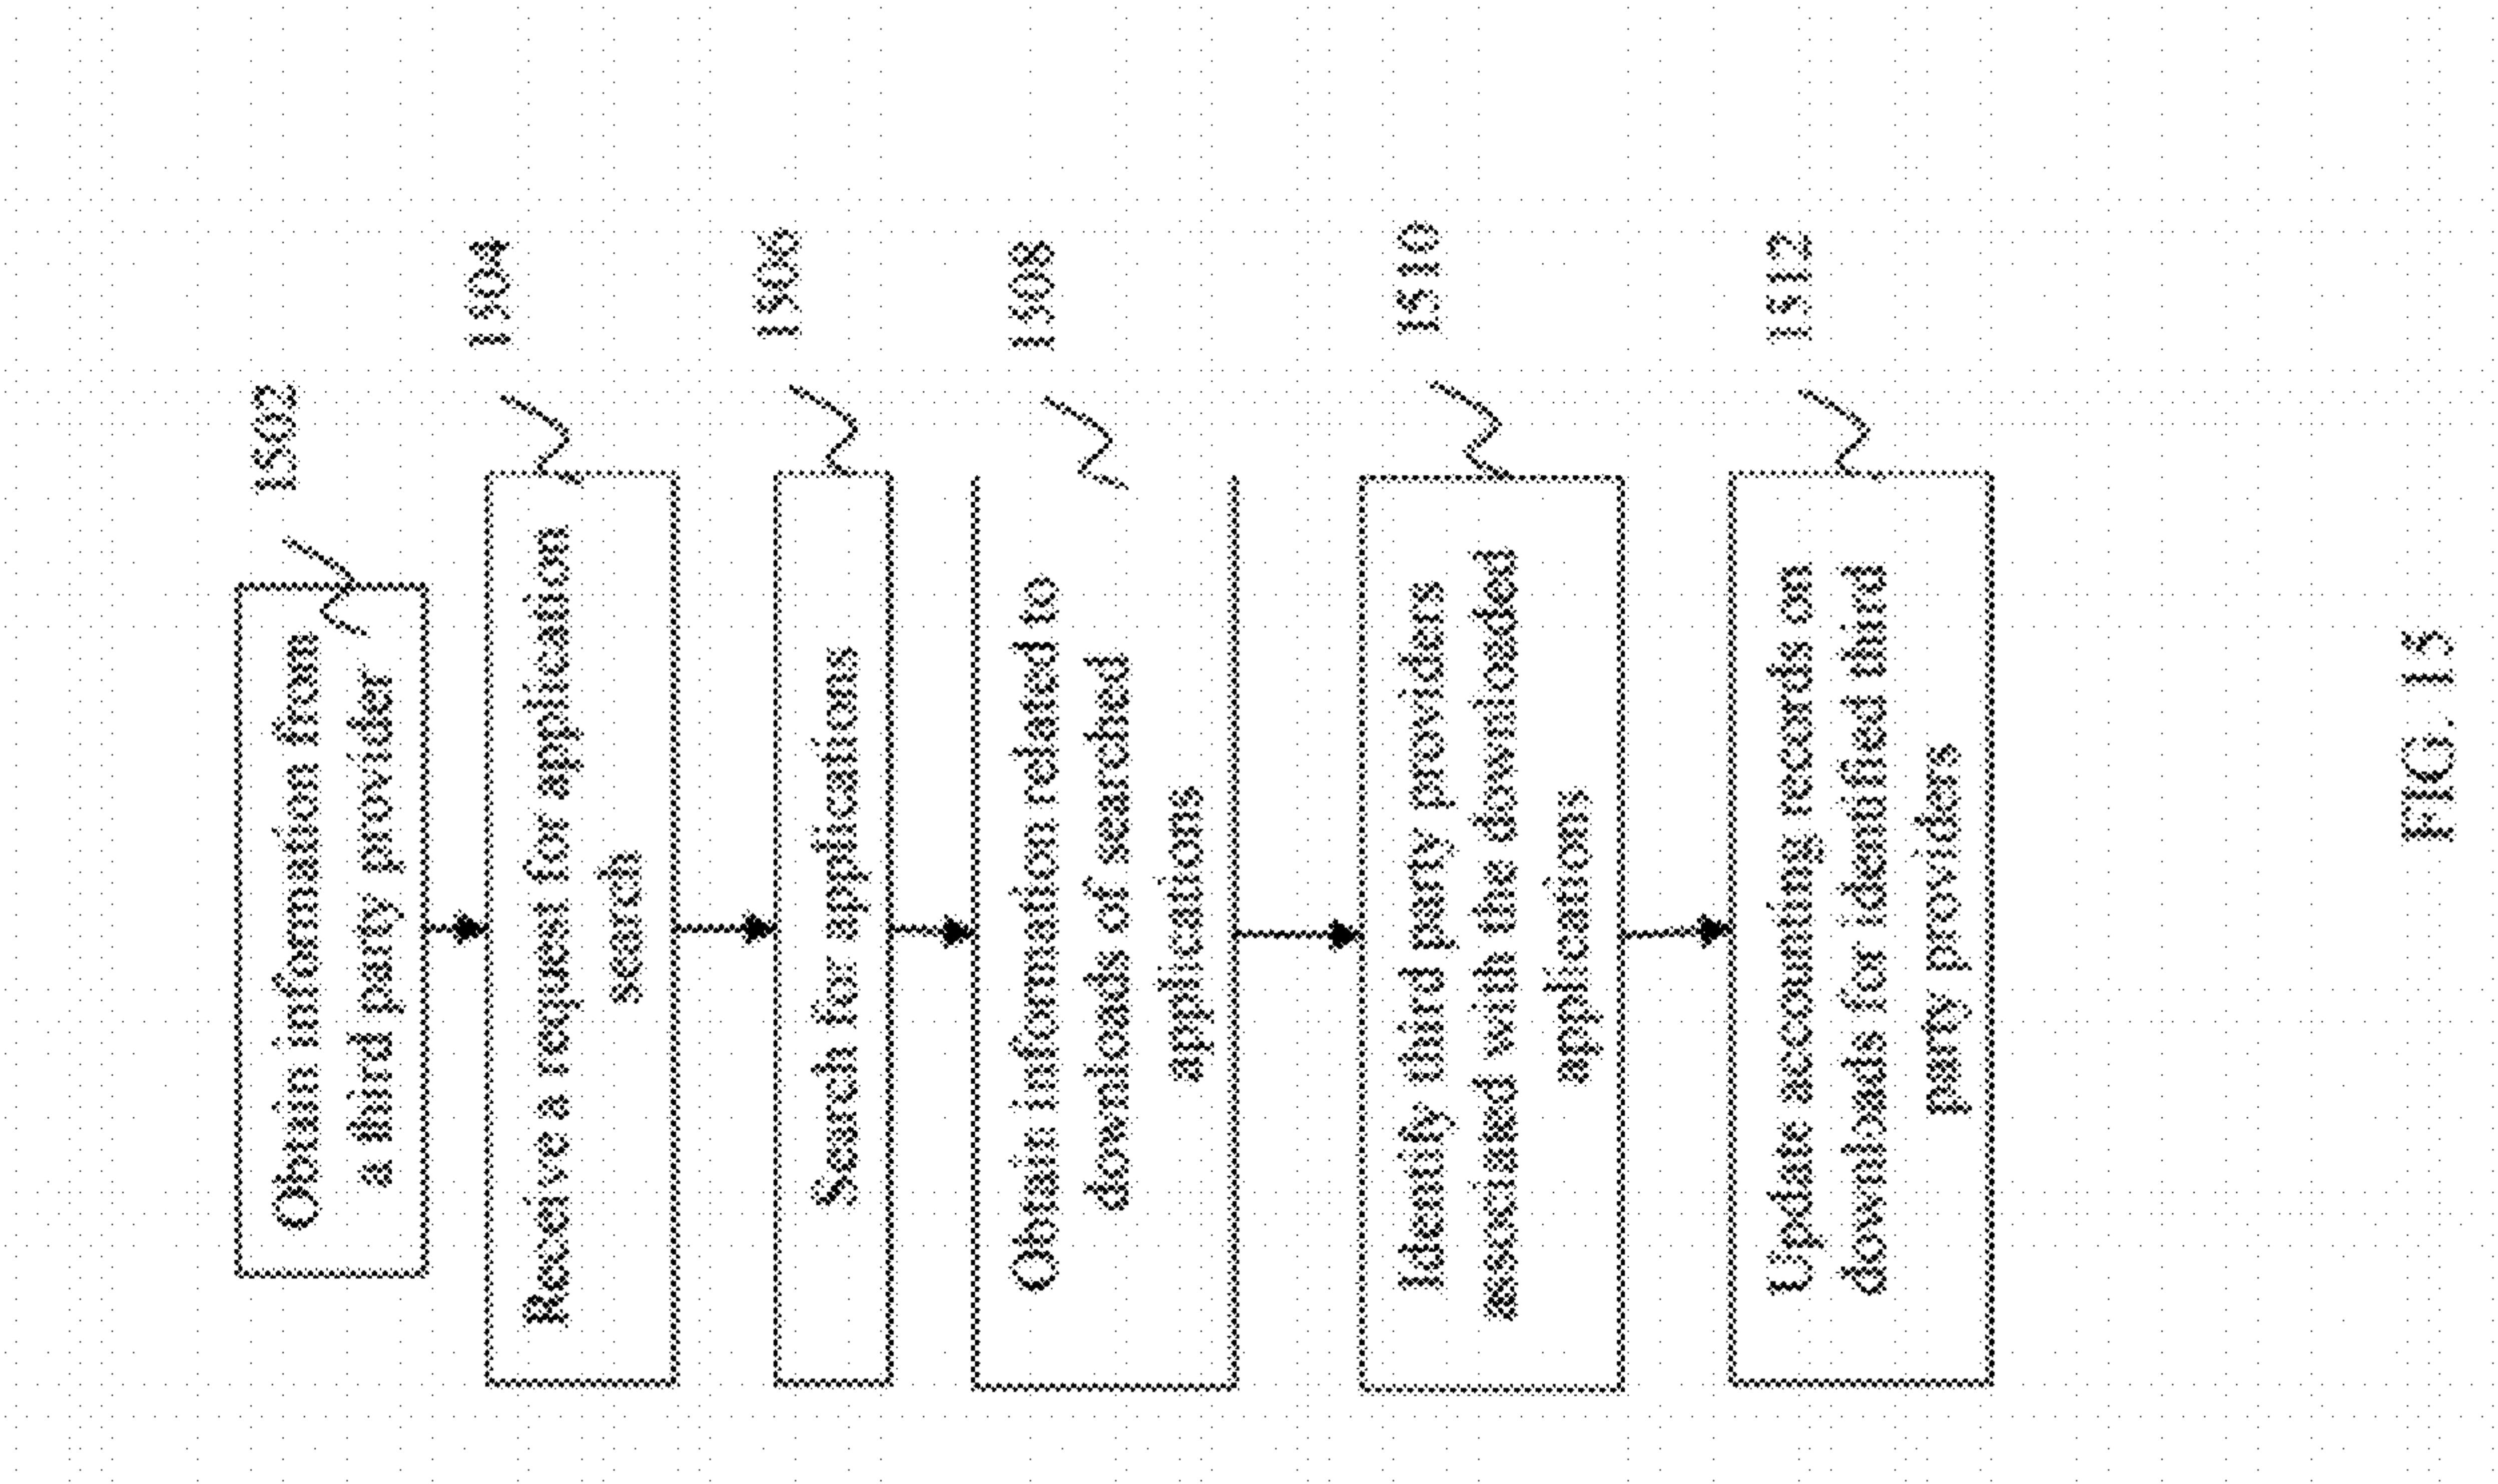 1502
Obtain information from
a third party provider
1504
Receive a request for application
search
1506
Search for applications
1508
Obtain information related to
downloads of searched
applications
1510
Identify third party providers
associated with the downloaded
applications
1512
Update accounting records on
downloads for identified third
party providers
FIG. 15